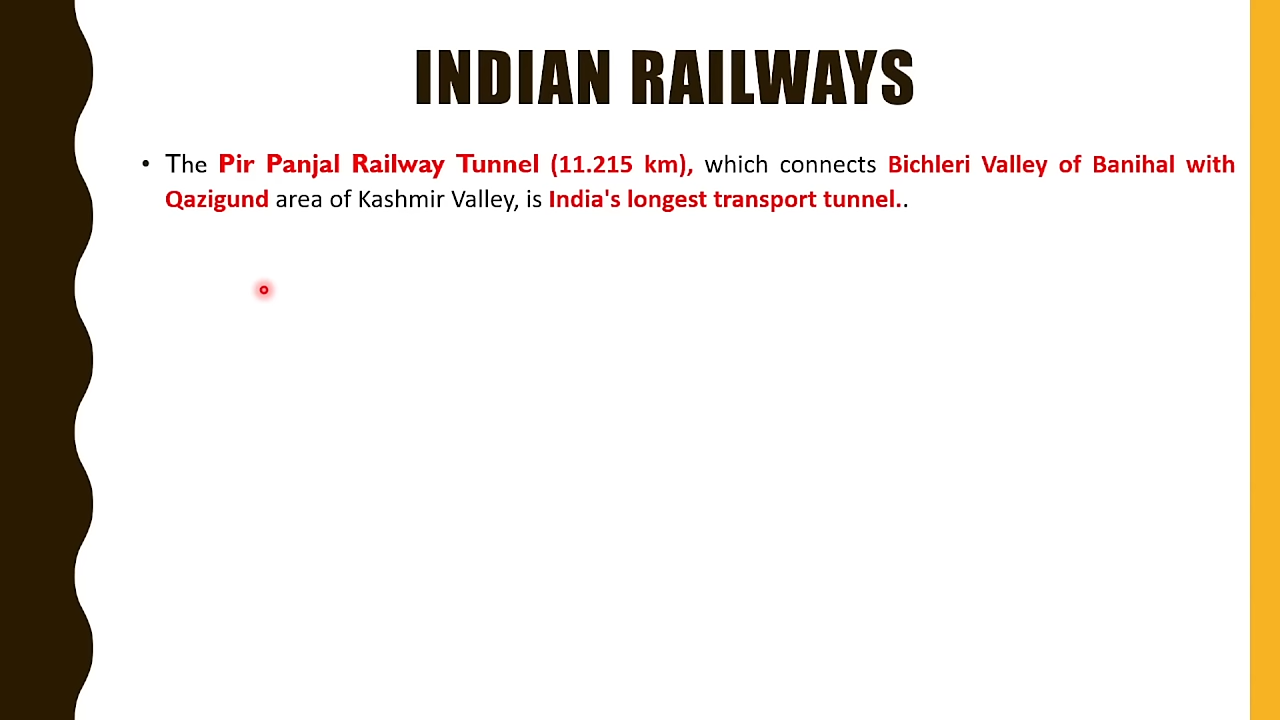 INDIAN RAILWAYS
• The Pir Panjal Railway Tunnel (11.215 km), which connects Bichleri Valley of Banihal with
Qazigund area of Kashmir Valley, is India's longest transport tunnel..